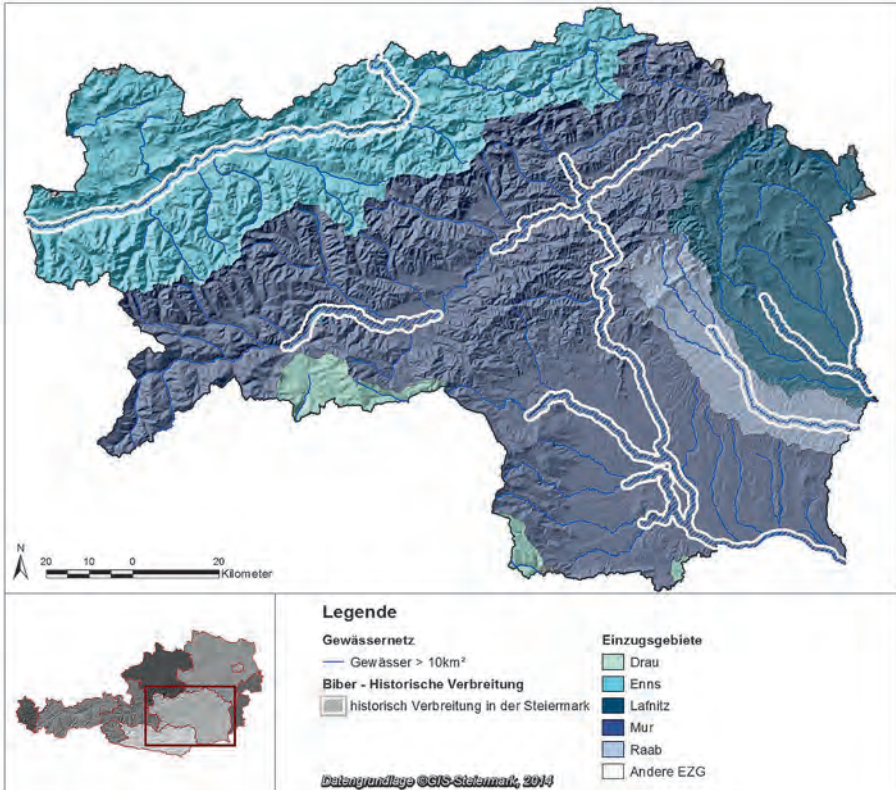 N
20 10 0 20
Kilometer
Legende
Gewässernetz
Gewässer > 10km²
Biber - Historische Verbreitung
historisch Verbreitung in der Steiermark
Einzugsgebiete
Drau
Enns
Lafnitz
Mur
Raab
Andere EZG
Datengrundlage ©GIS-Steiermark, 2014